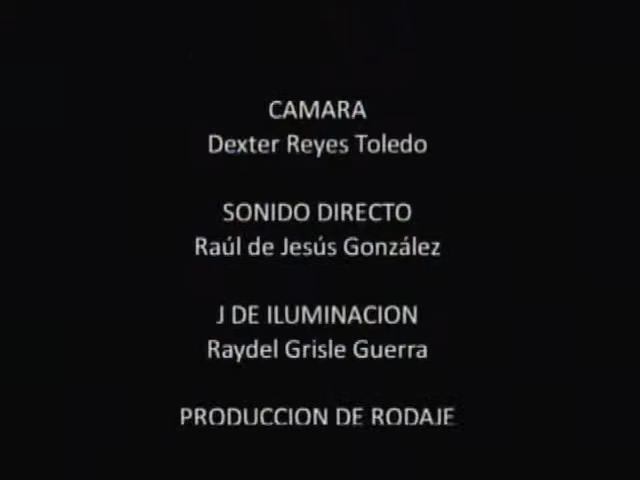 CAMARA
Dexter Reyes Toledo
SONIDO DIRECTO
Raúl de Jesús González
J DE ILUMINACION
Raydel Grisle Guerra
PRODUCCION DE RODAJE